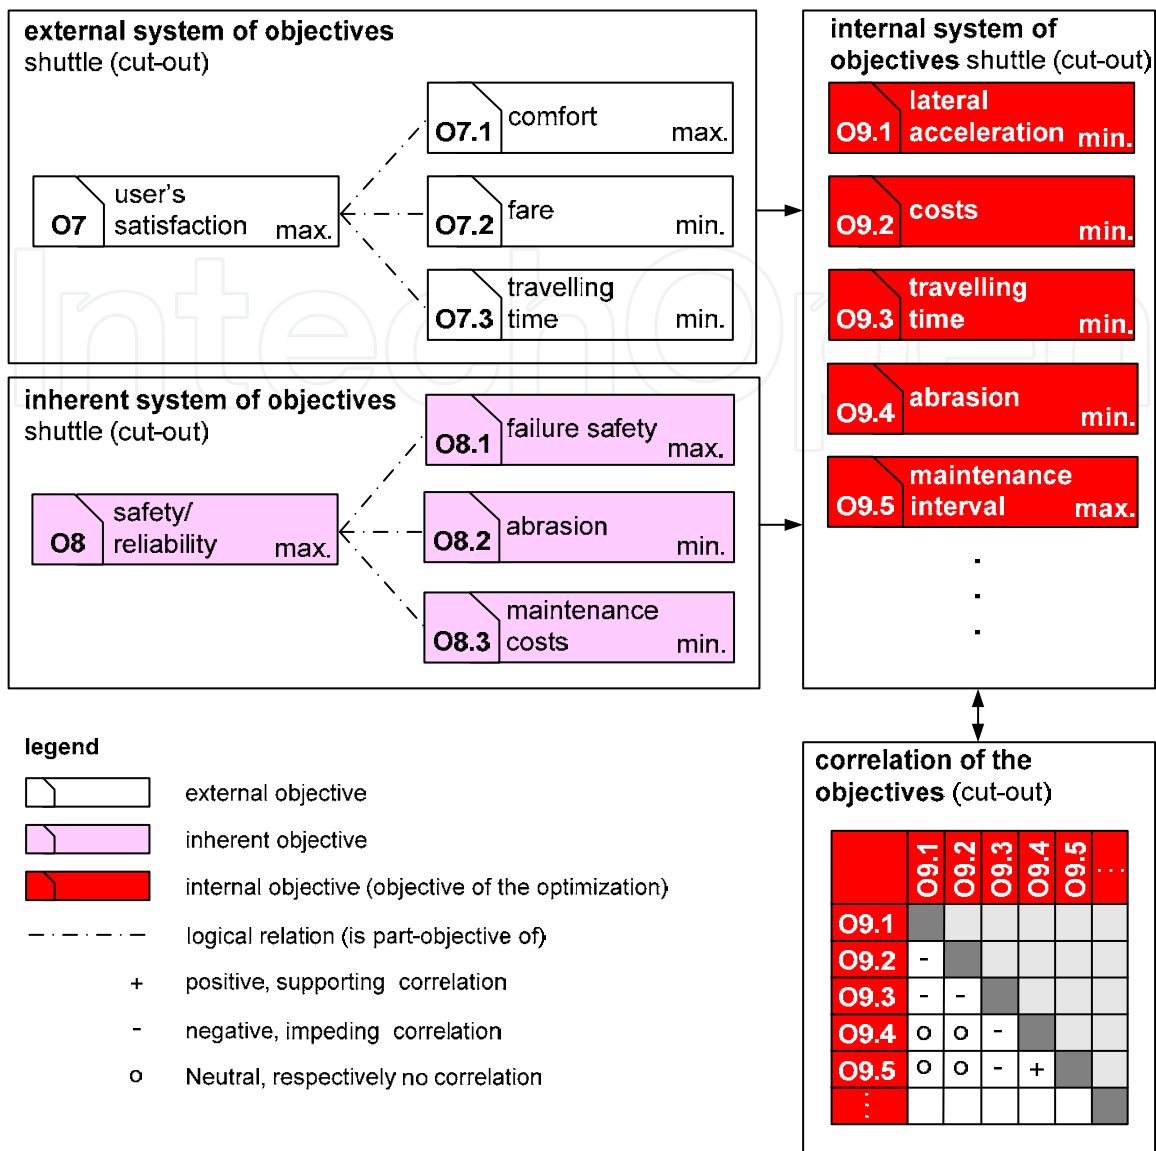 external system of objectives
shuttle (cut-out)
O7
user's
satisfaction
max.
O7.1
comfort
max.
O7.2
fare
min.
O7.3
travelling
time
min.
inherent system of objectives
shuttle (cut-out)
O8
safety/
reliability
max.
O8.1
failure safety
max.
O8.2
abrasion
min.
O8.3
maintenance
costs
min.
internal system of
objectives shuttle (cut-out)
O9.1
lateral
acceleration
min.
O9.2
costs
min.
O9.3
travelling
time
min.
O9.4
abrasion
min.
O9.5
maintenance
interval
max.
IntechOpen
legend
external objective
inherent objective
internal objective (objective of the optimization)
logical relation (is part-objective of)
+ positive, supporting correlation
- negative, impeding correlation
o Neutral, respectively no correlation
correlation of the
objectives (cut-out)
O9.1 O9.2 O9.3 O9.4 O9.5 ...
O9.1
O9.2 -
O9.3 - -
O9.4 o o -
O9.5 o o - +
...